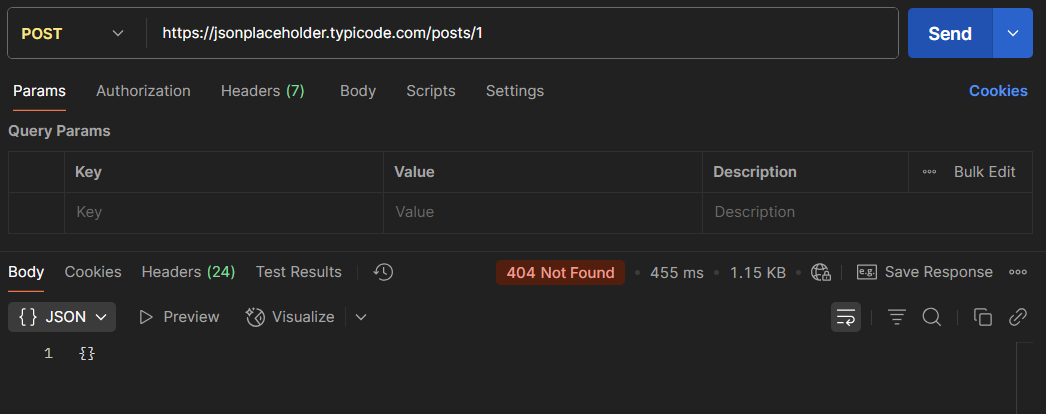 POST https://jsonplaceholder.typicode.com/posts/1 Send
Params Authorization Headers (7) Body Scripts Settings Cookies
Query Params
Key Value Description Bulk Edit
Key Value Description
Body Cookies Headers (24) Test Results 404 Not Found 455 ms 1.15 KB e.g. Save Response
{} JSON Preview Visualize
1 {}